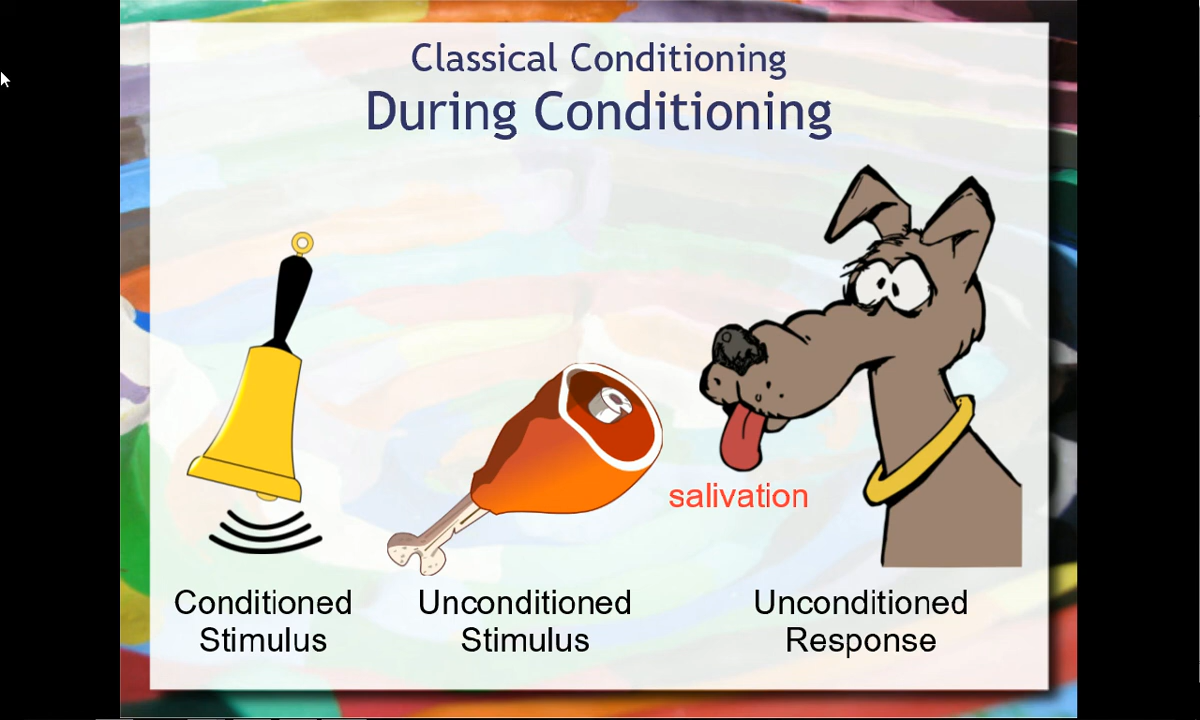 Classical Conditioning
During Conditioning
salivation
Conditioned
Stimulus
Unconditioned
Stimulus
Unconditioned
Response